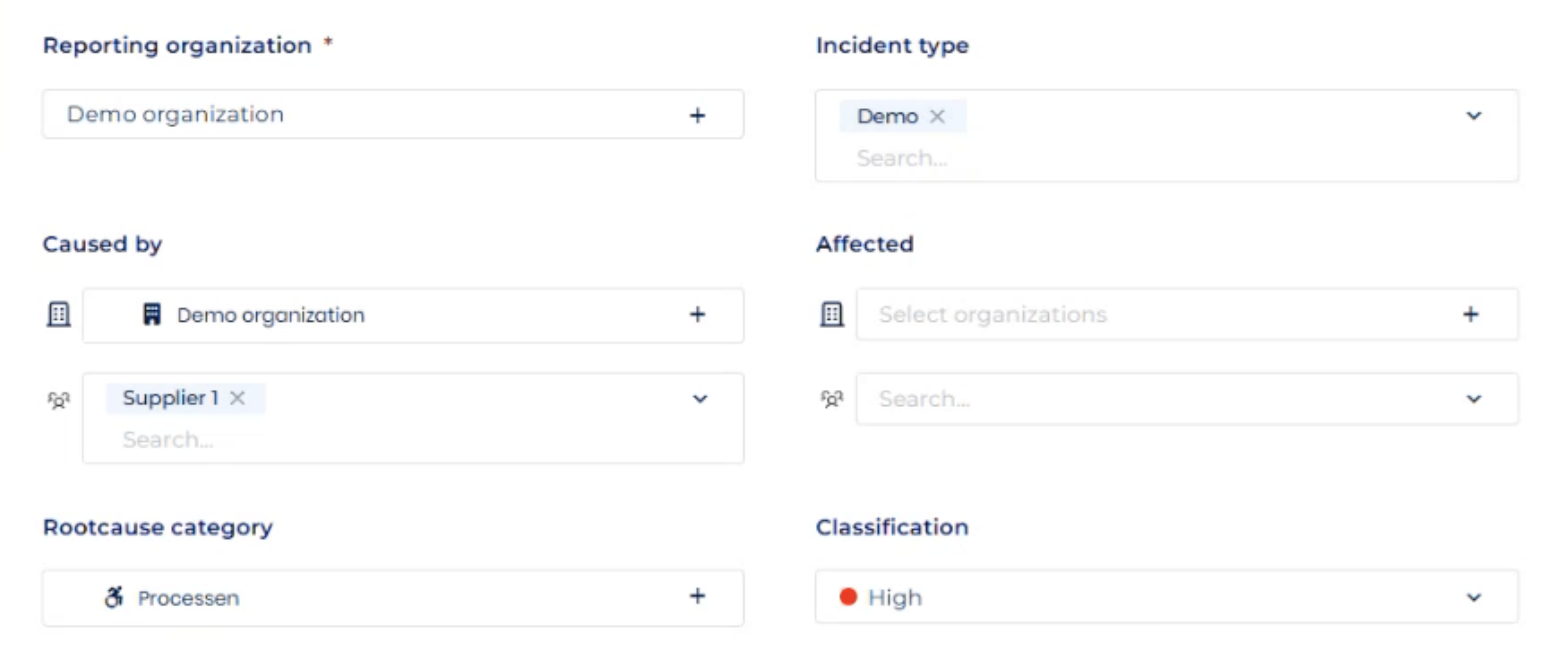 Reporting organization *
Incident type
Demo organization
Demo
Search...
Caused by
Affected
Demo organization
Select organizations
Supplier 1
Search...
Search...
Rootcause category
Classification
Processen
High